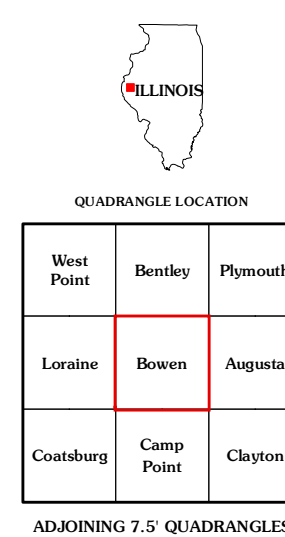 ILLINOIS
QUADRANGLE LOCATION
West
Point
Bentley
Plymouth
Loraine
Bowen
Augusta
Coatsburg
Camp
Point
Clayton
ADJOINING 7.5' QUADRANGLES